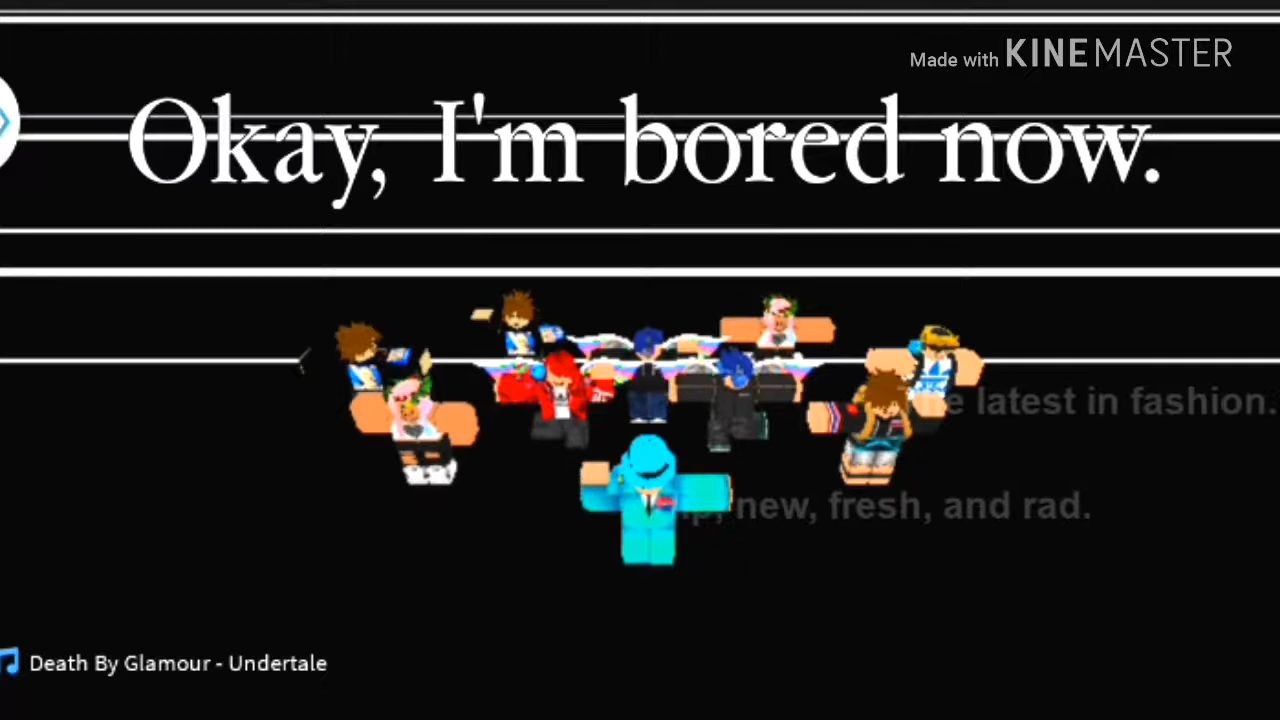 Made with KINEMASTER
Okay, I'm bored now.
latest in fashion.
new, fresh, and rad.
Death By Glamour - Undertale